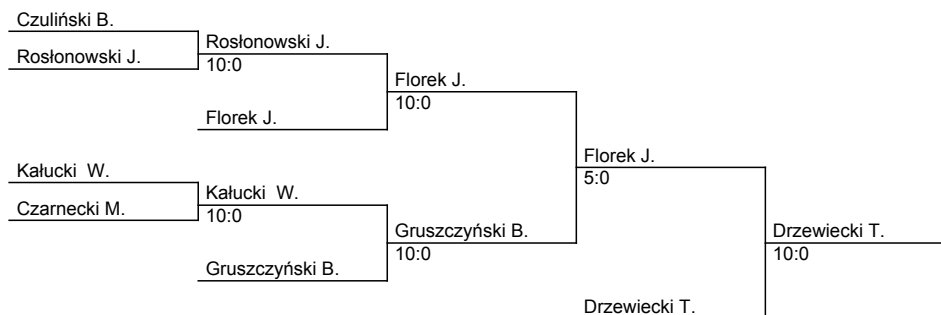 Czuliński B.
Rosłonowski J.
Rosłonowski J.
10:0
Florek J.
10:0
Florek J.
Florek J.
5:0
Kałucki  W.
Czarnecki M.
Kałucki  W.
10:0
Gruszczyński B.
10:0
Gruszczyński B.
Drzewiecki T.
10:0
Drzewiecki T.